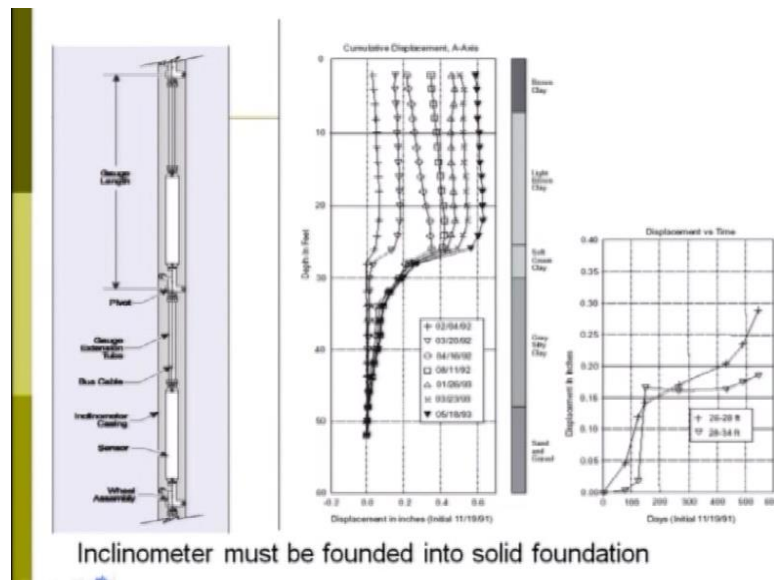 Gauge
Length
Pivot
Gauge
Extension
Tube
Bus Cable
Inclinometer
Casing
Sensor
Wheel
Assembly
Cumulative Displacement, A-Axis
Depth in Feet
0
10
20
30
40
50
60
-0.2
0.0
0.2
0.4
0.6
Displacement in inches (Initial 11/19/91)
02/04/92
03/20/92
04/16/92
08/11/92
01/26/93
03/23/93
05/18/93
Brown
Clay
Light
Brown
Clay
Soft
Green
Clay
Grey
Silty
Clay
Sand
and
Gravel
Displacement vs Time
Displacement in inches
0.40
0.35
0.30
0.25
0.20
0.15
0.10
0.05
0.00
0
100
200
300
400
500
26-28 ft
28-34 ft
Days (Initial 11/19/91)
Inclinometer must be founded into solid foundation